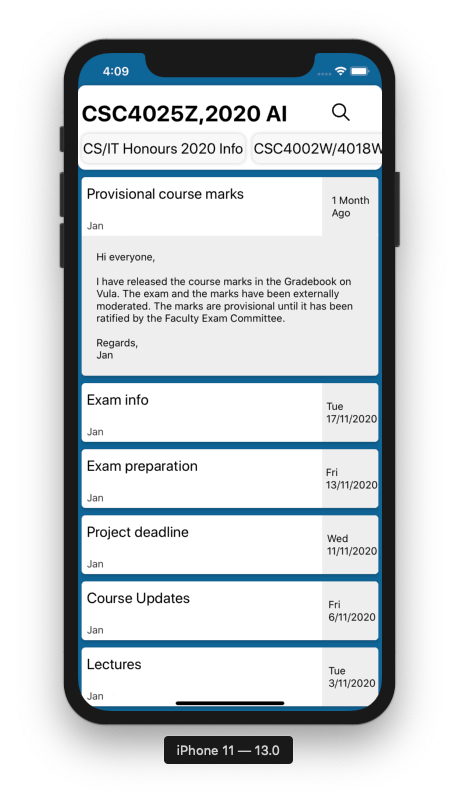 4:09
CSC4025Z,2020 AI
CS/IT Honours 2020 Info
CSC4002W/4018W
Provisional course marks
1 Month
Ago
Jan
Hi everyone,
I have released the course marks in the Gradebook on
Vula. The exam and the marks have been externally
moderated. The marks are provisional until it has been
ratified by the Faculty Exam Committee.
Regards,
Jan
Exam info
Tue
17/11/2020
Jan
Exam preparation
Fri
13/11/2020
Jan
Project deadline
Wed
11/11/2020
Jan
Course Updates
Fri
6/11/2020
Jan
Lectures
Tue
3/11/2020
Jan
iPhone 11 — 13.0